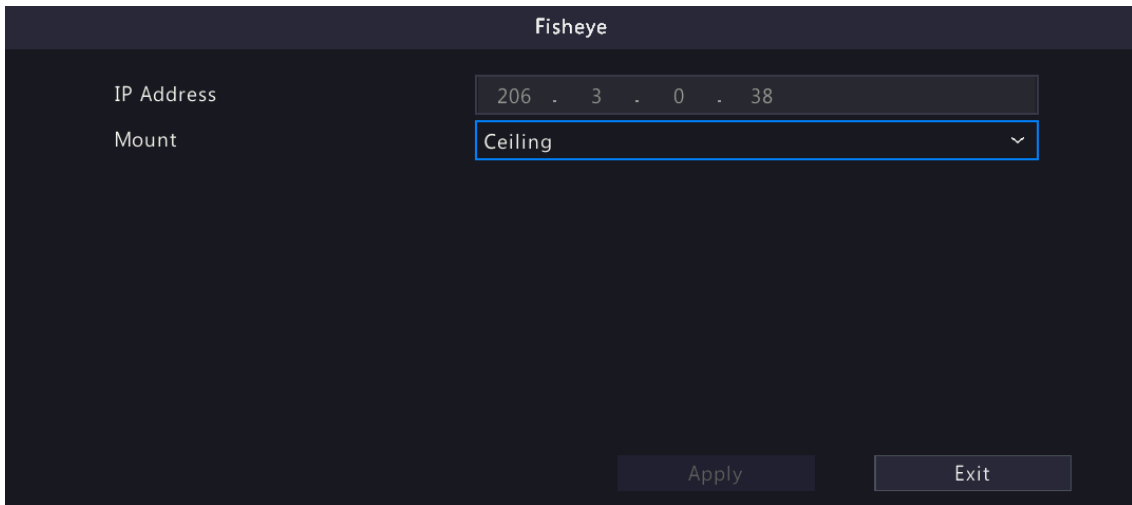 Fisheye
IP Address 206 . 3 . 0 . 38
Mount Ceiling
Apply Exit